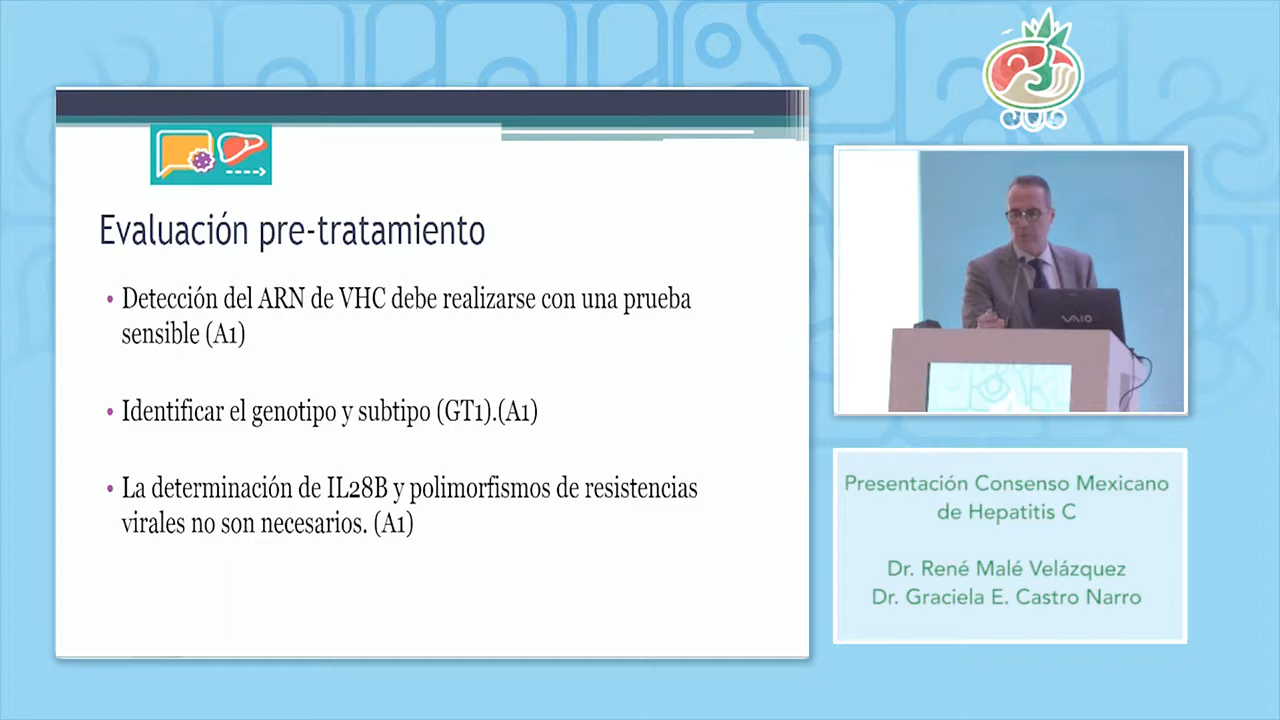 Evaluación pre-tratamiento
• Detección del ARN de VHC debe realizarse con una prueba
sensible (A1)
• Identificar el genotipo y subtipo (GT1).(A1)
• La determinación de IL28B y polimorfismos de resistencias
virales no son necesarios. (A1)
VAIO
Presentación Consenso Mexicano
de Hepatitis C
Dr. René Malé Velázquez
Dr. Graciela E. Castro Narro